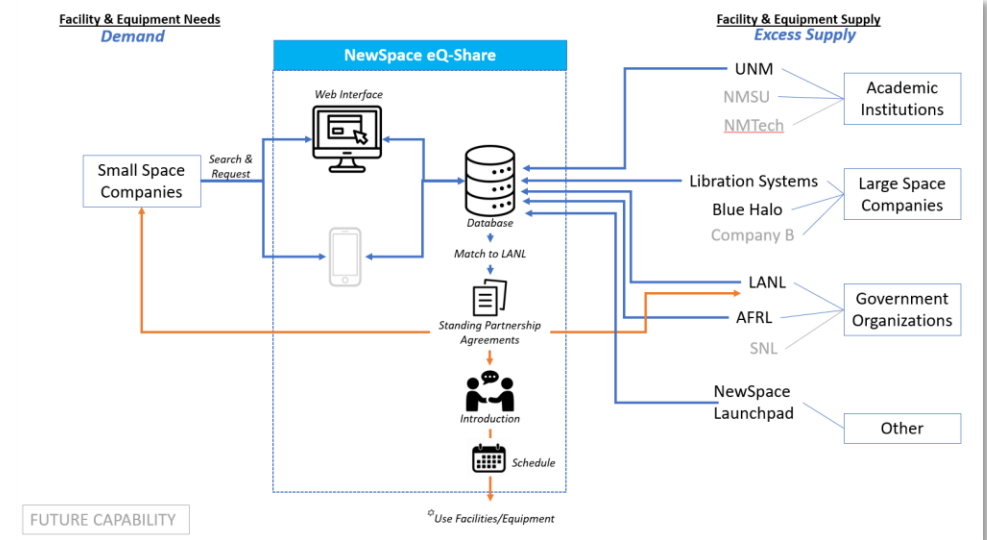 Facility & Equipment Needs
Demand
Facility & Equipment Supply
Excess Supply
NewSpace eQ-Share
Web Interface
Small Space
Companies
Search &
Request
Database
Match to LANL
Standing Partnership
Agreements
Introduction
Schedule
*Use Facilities/Equipment
UNM
NMSU
NMTech
Academic
Institutions
Libration Systems
Blue Halo
Company B
Large Space
Companies
LANL
AFRL
SNL
Government
Organizations
NewSpace
Launchpad
Other
FUTURE CAPABILITY